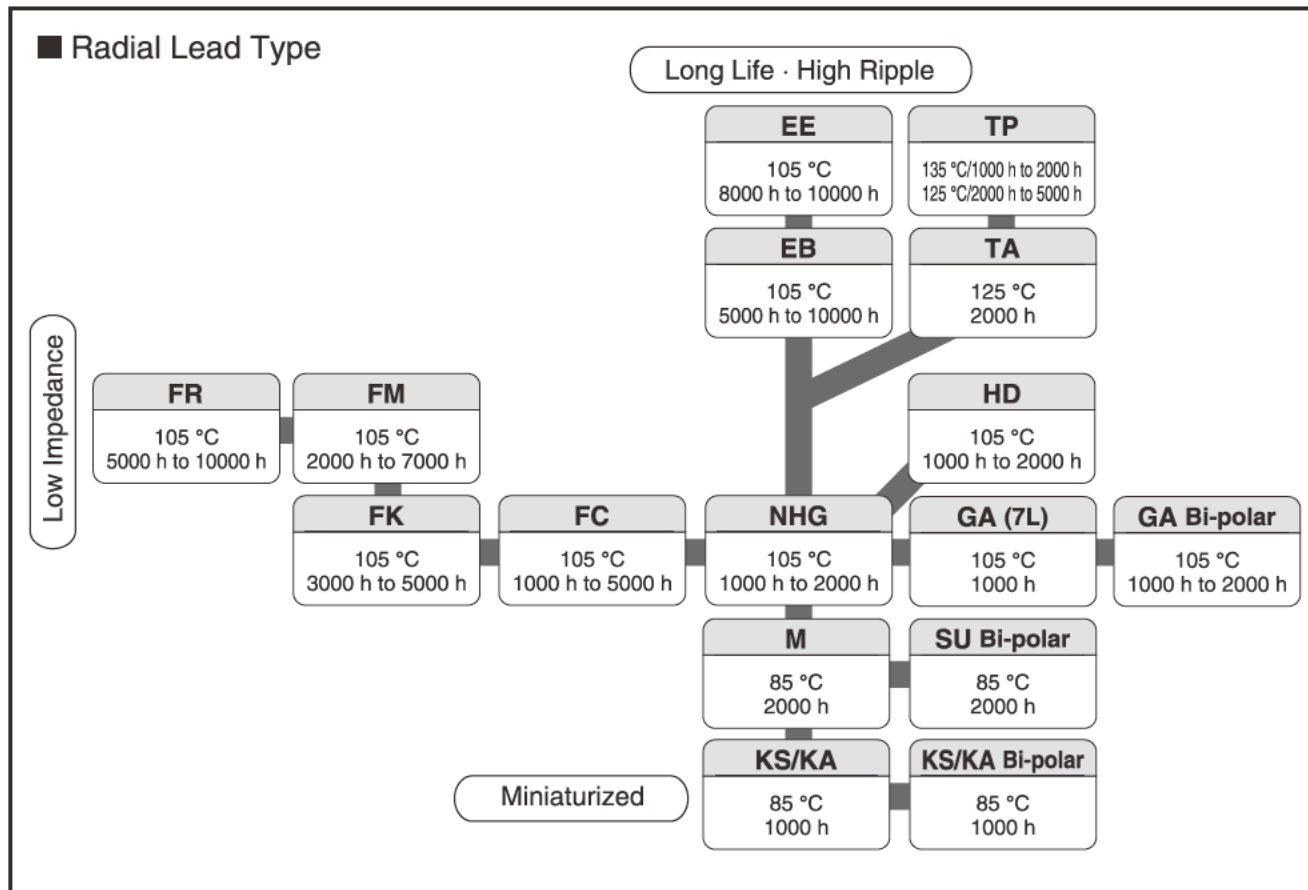 ■ Radial Lead Type
Long Life · High Ripple
EE
105 °C
8000 h to 10000 h
TP
135 °C/1000 h to 2000 h
125 °C/2000 h to 5000 h
EB
105 °C
5000 h to 10000 h
TA
125 °C
2000 h
Low Impedance
FR
105 °C
5000 h to 10000 h
FM
105 °C
2000 h to 7000 h
HD
105 °C
1000 h to 2000 h
FK
105 °C
3000 h to 5000 h
FC
105 °C
1000 h to 5000 h
NHG
105 °C
1000 h to 2000 h
GA (7L)
105 °C
1000 h
GA Bi-polar
105 °C
1000 h to 2000 h
M
85 °C
2000 h
SU Bi-polar
85 °C
2000 h
Miniaturized
KS/KA
85 °C
1000 h
KS/KA Bi-polar
85 °C
1000 h